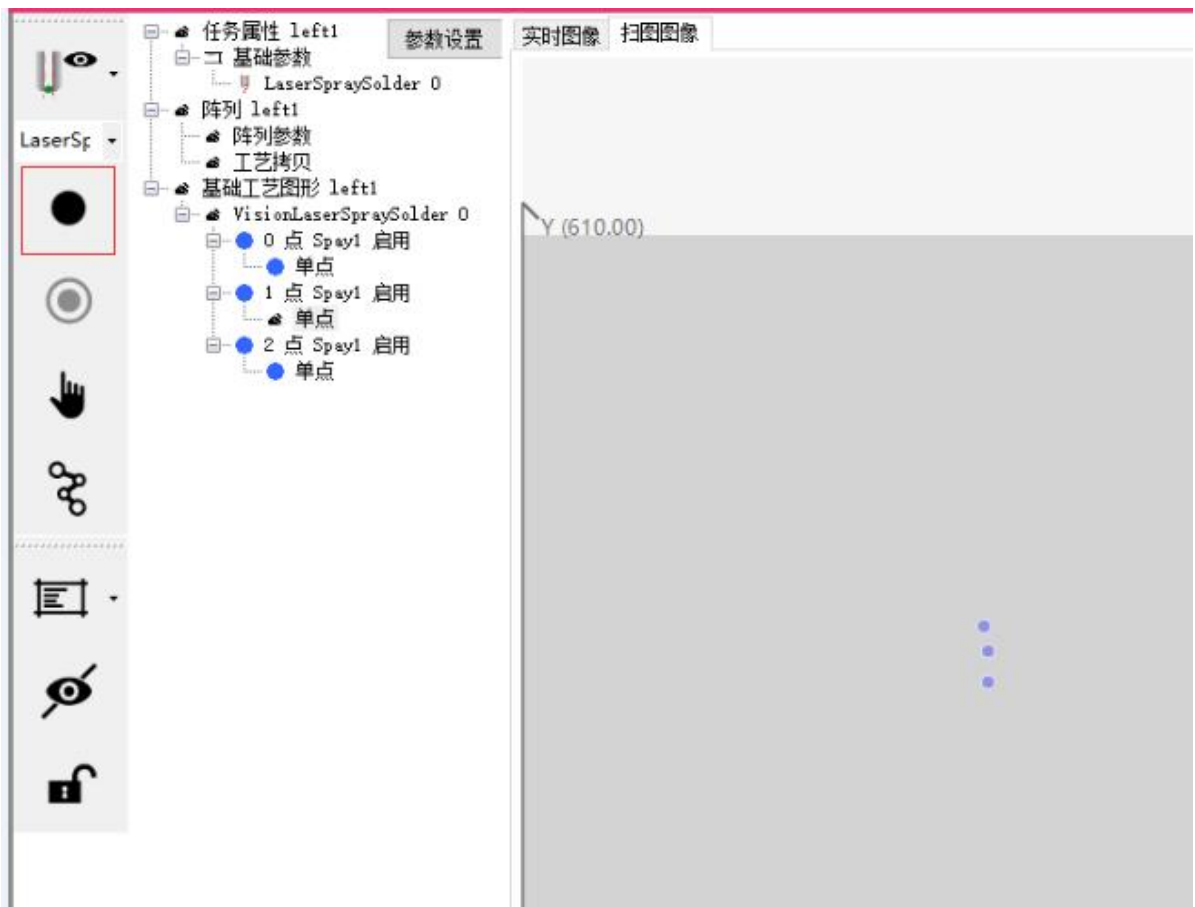 任务属性 left1
参数设置
基础参数
LaserSpraySolder 0
阵列 left1
阵列参数
工艺拷贝
基础工艺图形 left1
VisionLaserSpraySolder 0
0 点 Spay1 启用
单点
1 点 Spay1 启用
单点
2 点 Spay1 启用
单点
LaserSp
实时图像
扫图图像
Y (610.00)